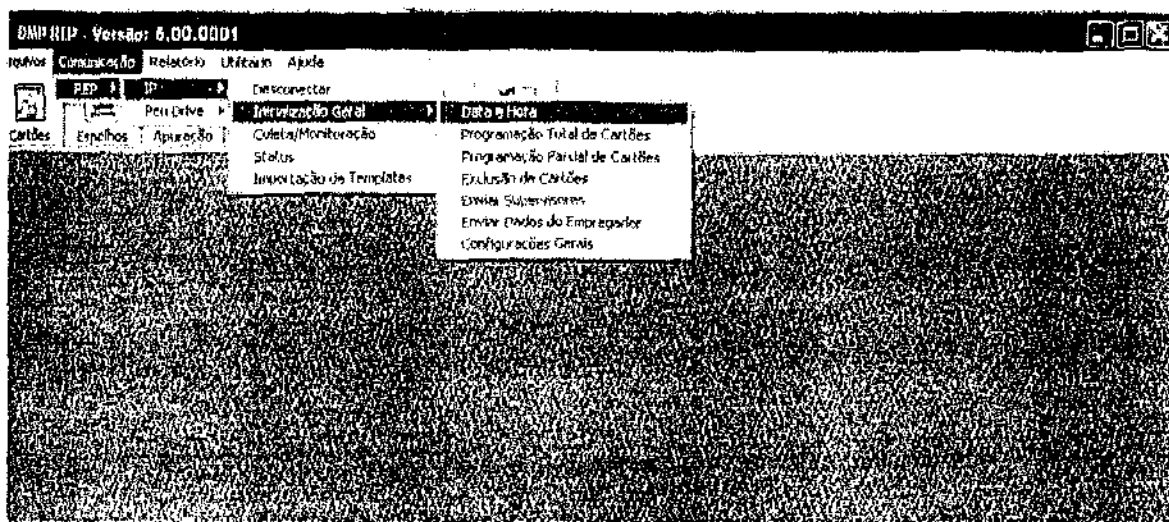 DMPREP - Versão: 6.00.0001
rquivos Comunicação Relatório Utilitário Ajuda
REP IP Desconectar
Pen Drive Inicialização Geral Data e Hora
Cartões Espelhos Apuração Coleta/Monitoração Programação Total de Cartões
Status Programação Parcial de Cartões
Importação de Templates Exclusão de Cartões
Enviar Supervisores
Enviar Dados do Empregador
Configurações Gerais